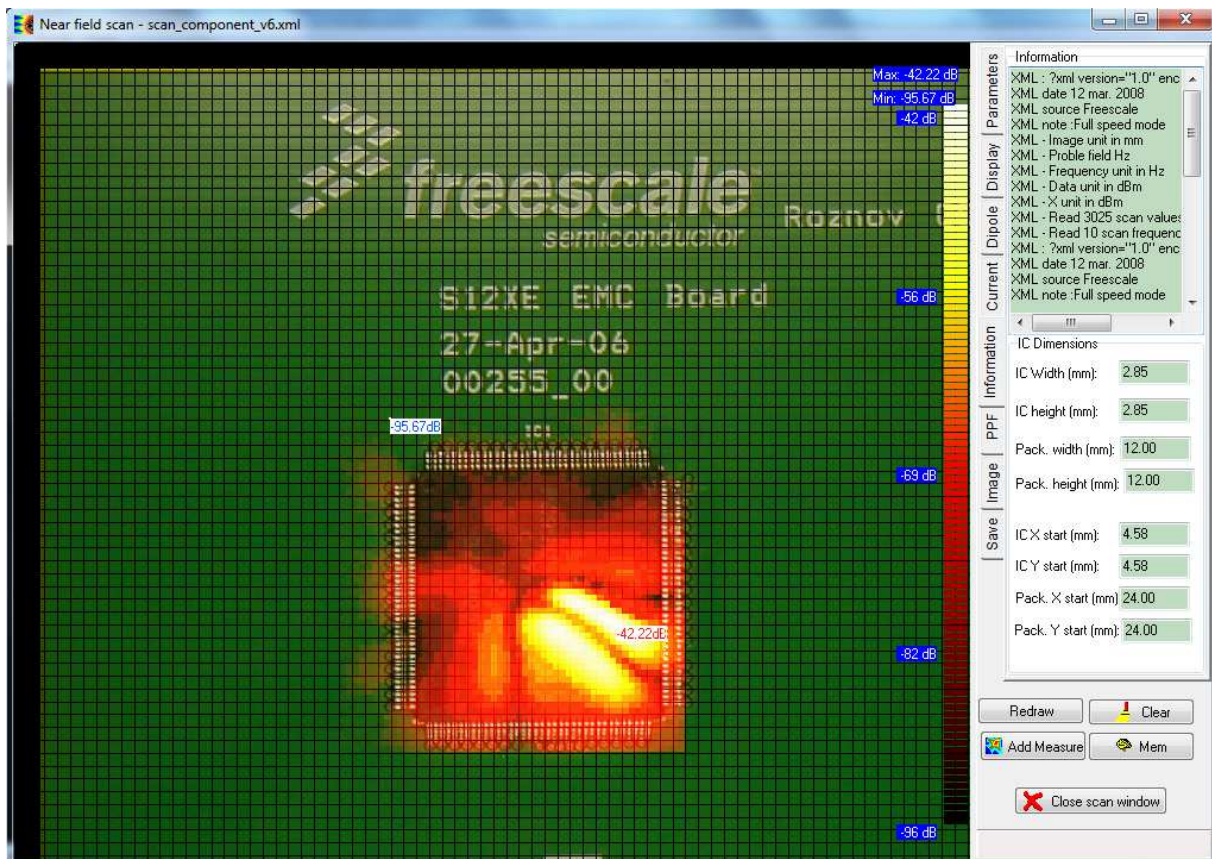 Near field scan - scan_component_v6.xml
Max: -42.22 dB
Min: -95.67 dB
-42 dB
freescale
semiconductor
Roznov
S12XE EMC Board
-56 dB
27-Apr-06
00255_00
-95.67dB
IC1
-69 dB
-42.22dB
-82 dB
-96 dB
Parameters
Display
Dipole
Current
Information
PPF
Image
Save
Information
XML : ?xml version="1.0" enc
XML date 12 mar. 2008
XML source Freescale
XML note :Full speed mode
XML - Image unit in mm
XML - Proble field Hz
XML - Frequency unit in Hz
XML - Data unit in dBm
XML - X unit in dBm
XML - Read 3025 scan values
XML - Read 10 scan frequenc
XML : ?xml version="1.0" enc
XML date 12 mar. 2008
XML source Freescale
XML note :Full speed mode
IC Dimensions
IC Width (mm): 2.85
IC height (mm): 2.85
Pack. width (mm): 12.00
Pack. height (mm): 12.00
IC X start (mm): 4.58
IC Y start (mm): 4.58
Pack. X start (mm) 24.00
Pack. Y start (mm): 24.00
Redraw
Clear
Add Measure
Mem
Close scan window